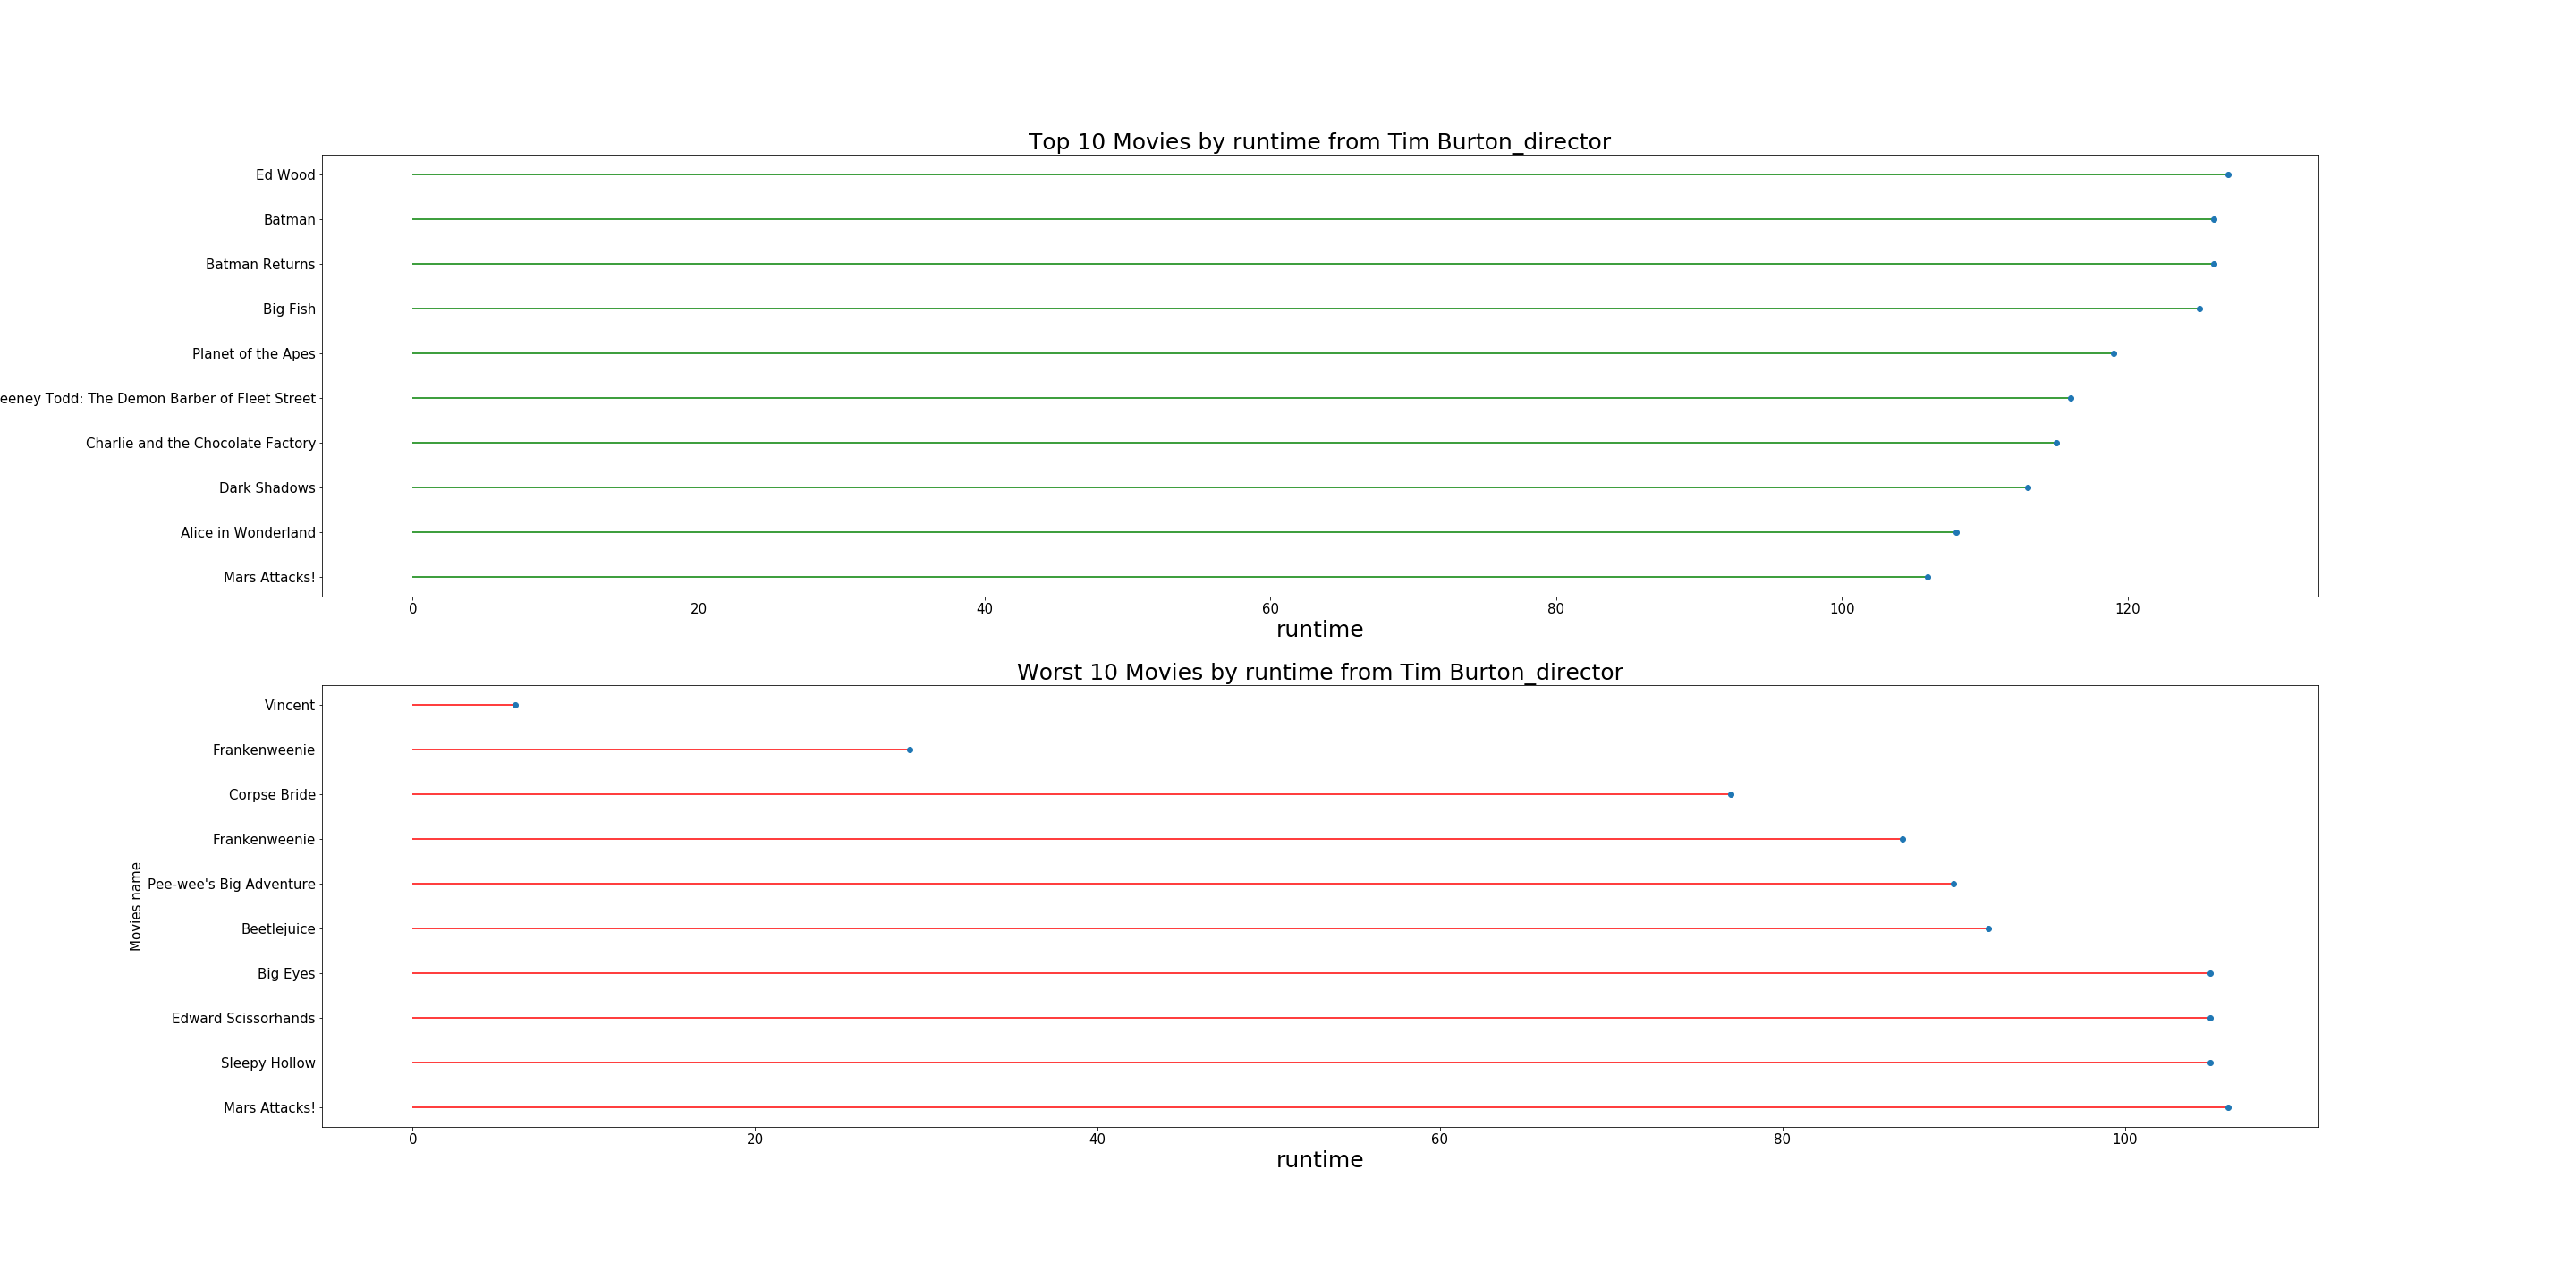 Top 10 Movies by runtime from Tim Burton_director
Ed Wood
Batman
Batman Returns
Big Fish
Planet of the Apes
Todd: The Demon Barber of Fleet Street
Charlie and the Chocolate Factory
Dark Shadows
Alice in Wonderland
Mars Attacks!
0 20 40 60 80 100 120
runtime
Worst 10 Movies by runtime from Tim Burton_director
Movies name
Vincent
Frankenweenie
Corpse Bride
Frankenweenie
Pee-wee's Big Adventure
Beetlejuice
Big Eyes
Edward Scissorhands
Sleepy Hollow
Mars Attacks!
0 20 40 60 80 100
runtime